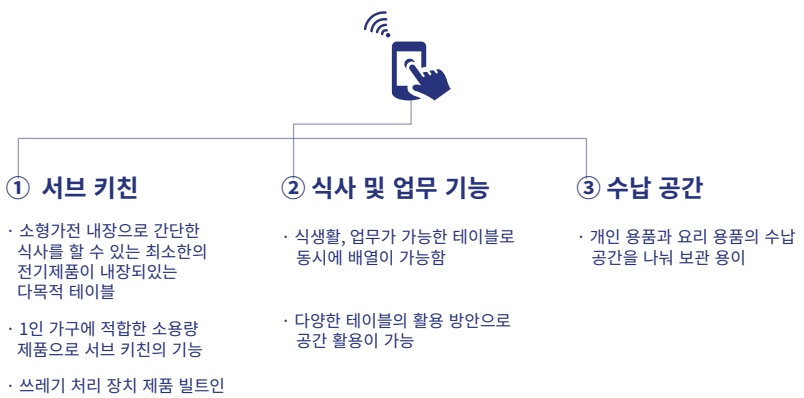 ① 서브 키친
· 소형가전 내장으로 간단한
식사를 할 수 있는 최소한의
전기제품이 내장되있는
다목적 테이블
· 1인 가구에 적합한 소용량
제품으로 서브 키친의 기능
· 쓰레기 처리 장치 제품 빌트인
② 식사 및 업무 기능
· 식생활, 업무가 가능한 테이블로
동시에 배열이 가능함
· 다양한 테이블의 활용 방안으로
공간 활용이 가능
③ 수납 공간
· 개인 용품과 요리 용품의 수납
공간을 나눠 보관 용이